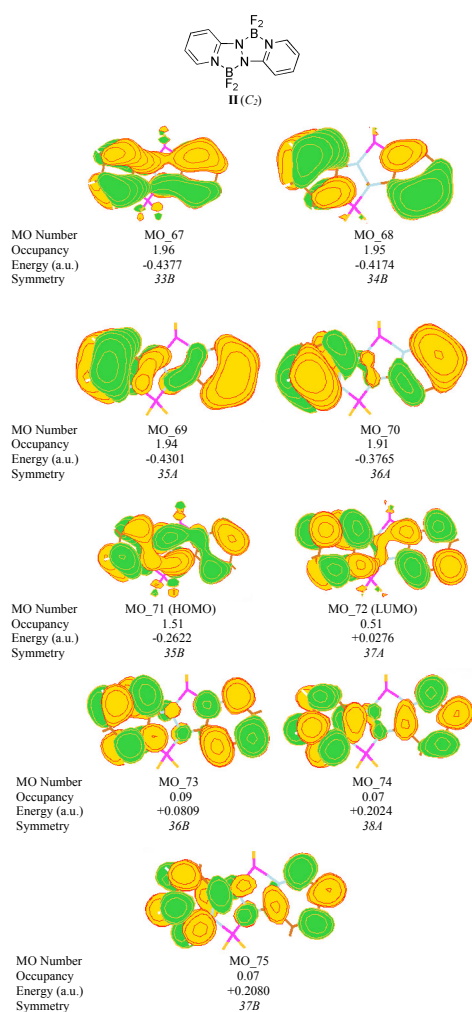 F2
B
N
N
N
N
B
F2
II (C2)
MO Number MO_67 MO_68
Occupancy 1.96 1.95
Energy (a.u.) -0.4377 -0.4174
Symmetry 33B 34B
MO Number MO_69 MO_70
Occupancy 1.94 1.91
Energy (a.u.) -0.4301 -0.3765
Symmetry 35A 36A
MO Number MO_71 (HOMO) MO_72 (LUMO)
Occupancy 1.51 0.51
Energy (a.u.) -0.2622 +0.0276
Symmetry 35B 37A
MO Number MO_73 MO_74
Occupancy 0.09 0.07
Energy (a.u.) +0.0809 +0.2024
Symmetry 36B 38A
MO Number MO_75
Occupancy 0.07
Energy (a.u.) +0.2080
Symmetry 37B